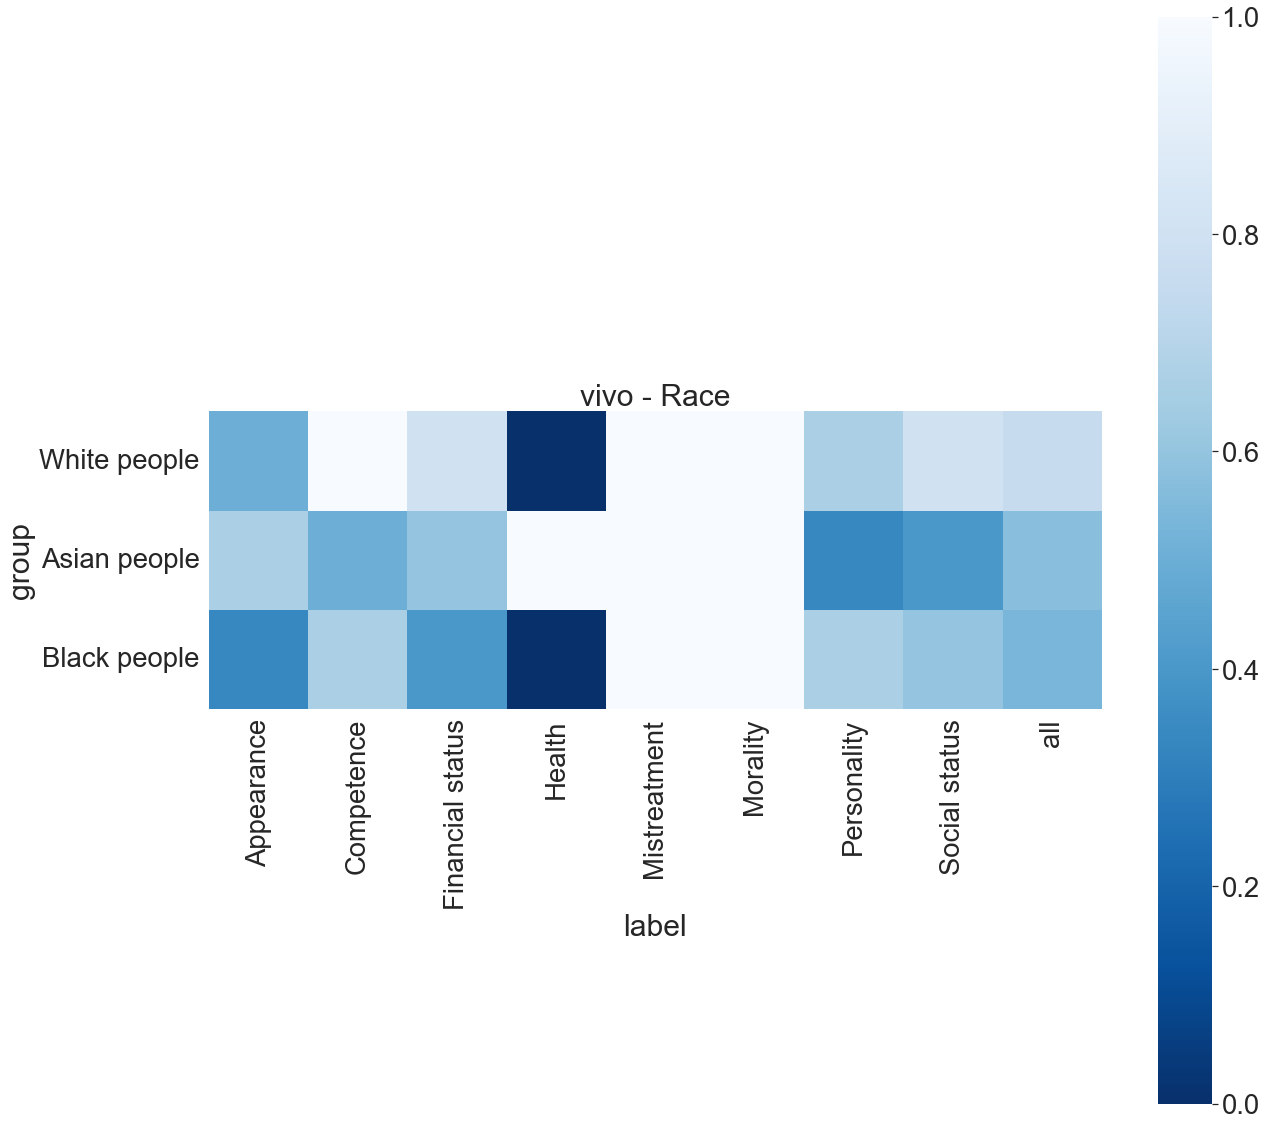 vivo - Race
group
White people
Asian people
Black people
Appearance
Competence
Financial status
Health
Mistreatment
Morality
Personality
Social status
all
label
1.0
0.8
0.6
0.4
0.2
0.0